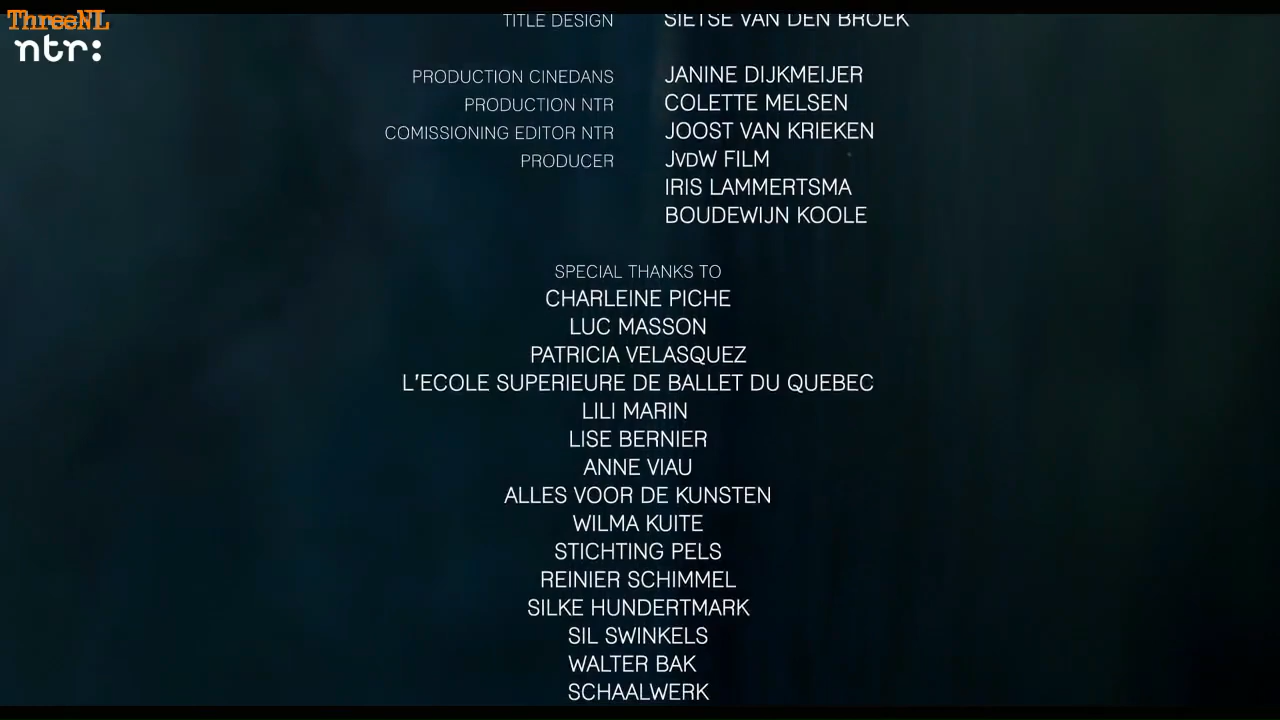 ThreeNL
ntr:
TITLE DESIGN SIETSE VAN DEN BROEK
PRODUCTION CINEDANS JANINE DIJKMEIJER
PRODUCTION NTR COLETTE MELSEN
COMISSIONING EDITOR NTR JOOST VAN KRIEKEN
PRODUCER JVDW FILM
IRIS LAMMERTSMA
BOUDEWIJN KOOLE
SPECIAL THANKS TO
CHARLEINE PICHE
LUC MASSON
PATRICIA VELASQUEZ
L'ECOLE SUPERIEURE DE BALLET DU QUEBEC
LILI MARIN
LISE BERNIER
ANNE VIAU
ALLES VOOR DE KUNSTEN
WILMA KUITE
STICHTING PELS
REINIER SCHIMMEL
SILKE HUNDERTMARK
SIL SWINKELS
WALTER BAK
SCHAALWERK